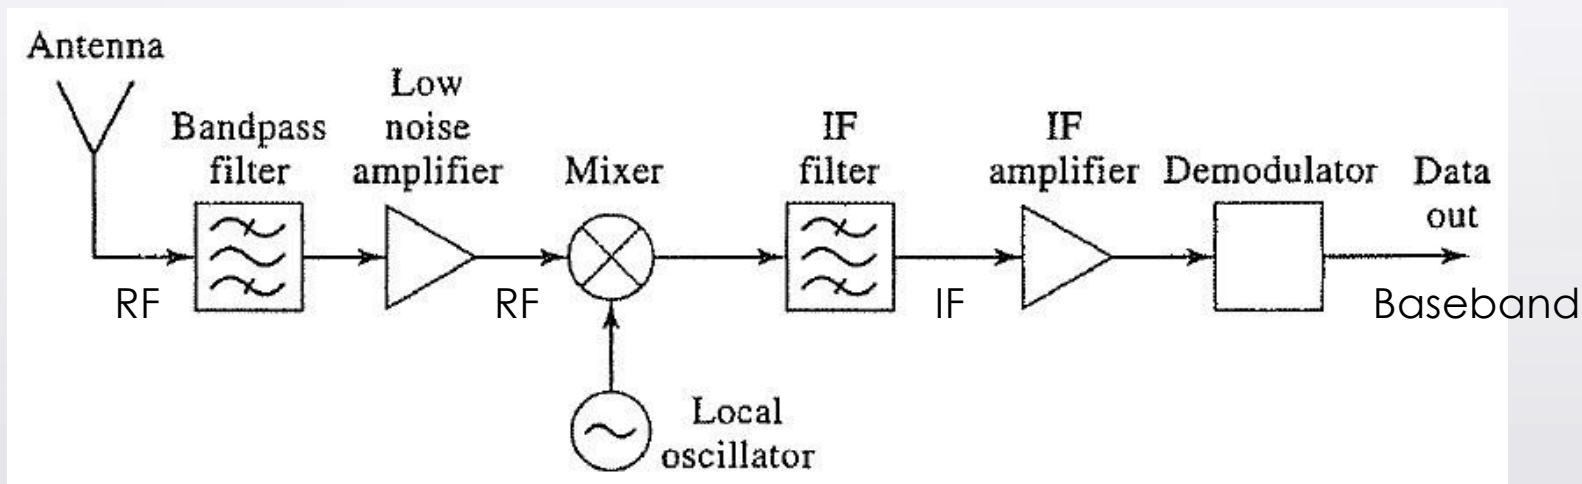 Antenna
Bandpass
filter
Low
noise
amplifier
Mixer
IF
filter
IF
amplifier
Demodulator
Data
out
RF
RF
IF
Baseband
Local
oscillator